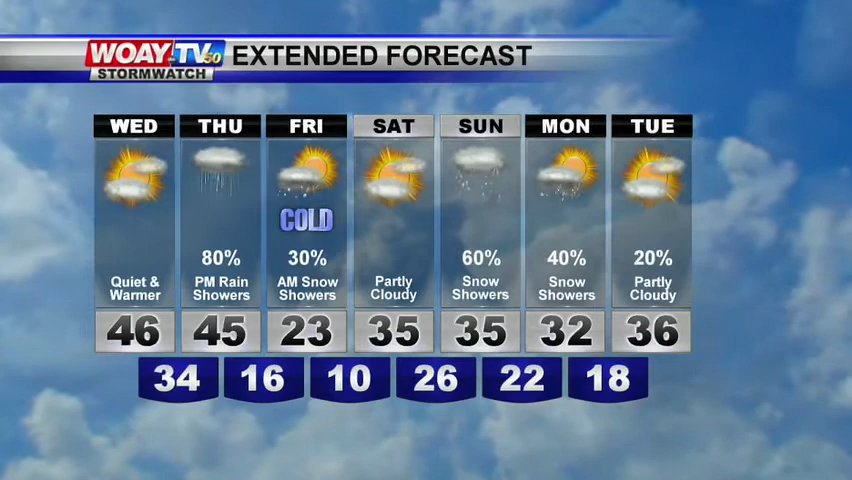 WOAY-TV 50
STORMWATCH
EXTENDED FORECAST
WED THU FRI SAT SUN MON TUE
COLD
80% 30% 60% 40% 20%
Quiet & PM Rain AM Snow Partly Snow Snow Partly
Warmer Showers Showers Cloudy Showers Showers Cloudy
46 45 23 35 35 32 36
34 16 10 26 22 18